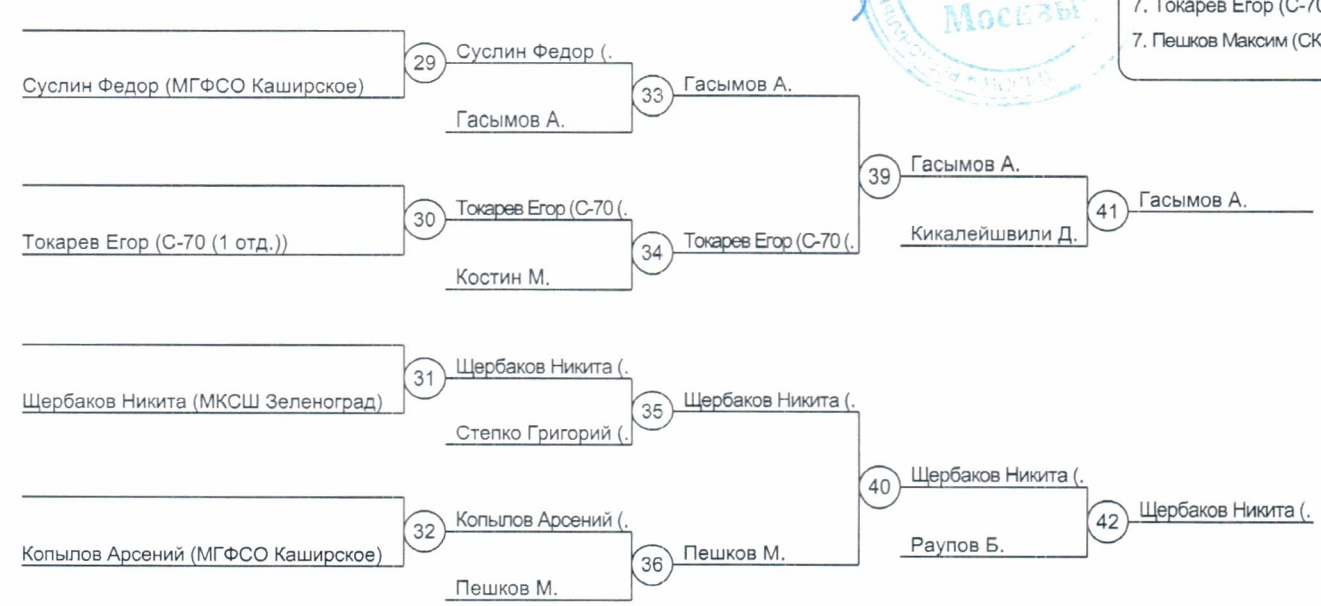 Москвы
7. Токарев Егор (С-70
7. Пешков Максим (СК
29
Суслин Федор (.
Суслин Федор (МГФСО Каширское)
33
Гасымов А.
Гасымов А.
39
Гасымов А.
30
Токарев Егор (С-70 (.
Токарев Егор (С-70 (1 отд.))
34
Токарев Егор (С-70 (.
Костин М.
Кикалейшвили Д.
41
Гасымов А.
31
Щербаков Никита (.
Щербаков Никита (МКСШ Зеленоград)
35
Щербаков Никита (.
Степко Григорий (.
40
Щербаков Никита (.
32
Копылов Арсений (.
Копылов Арсений (МГФСО Каширское)
36
Пешков М.
Пешков М.
Раупов Б.
42
Щербаков Никита (.